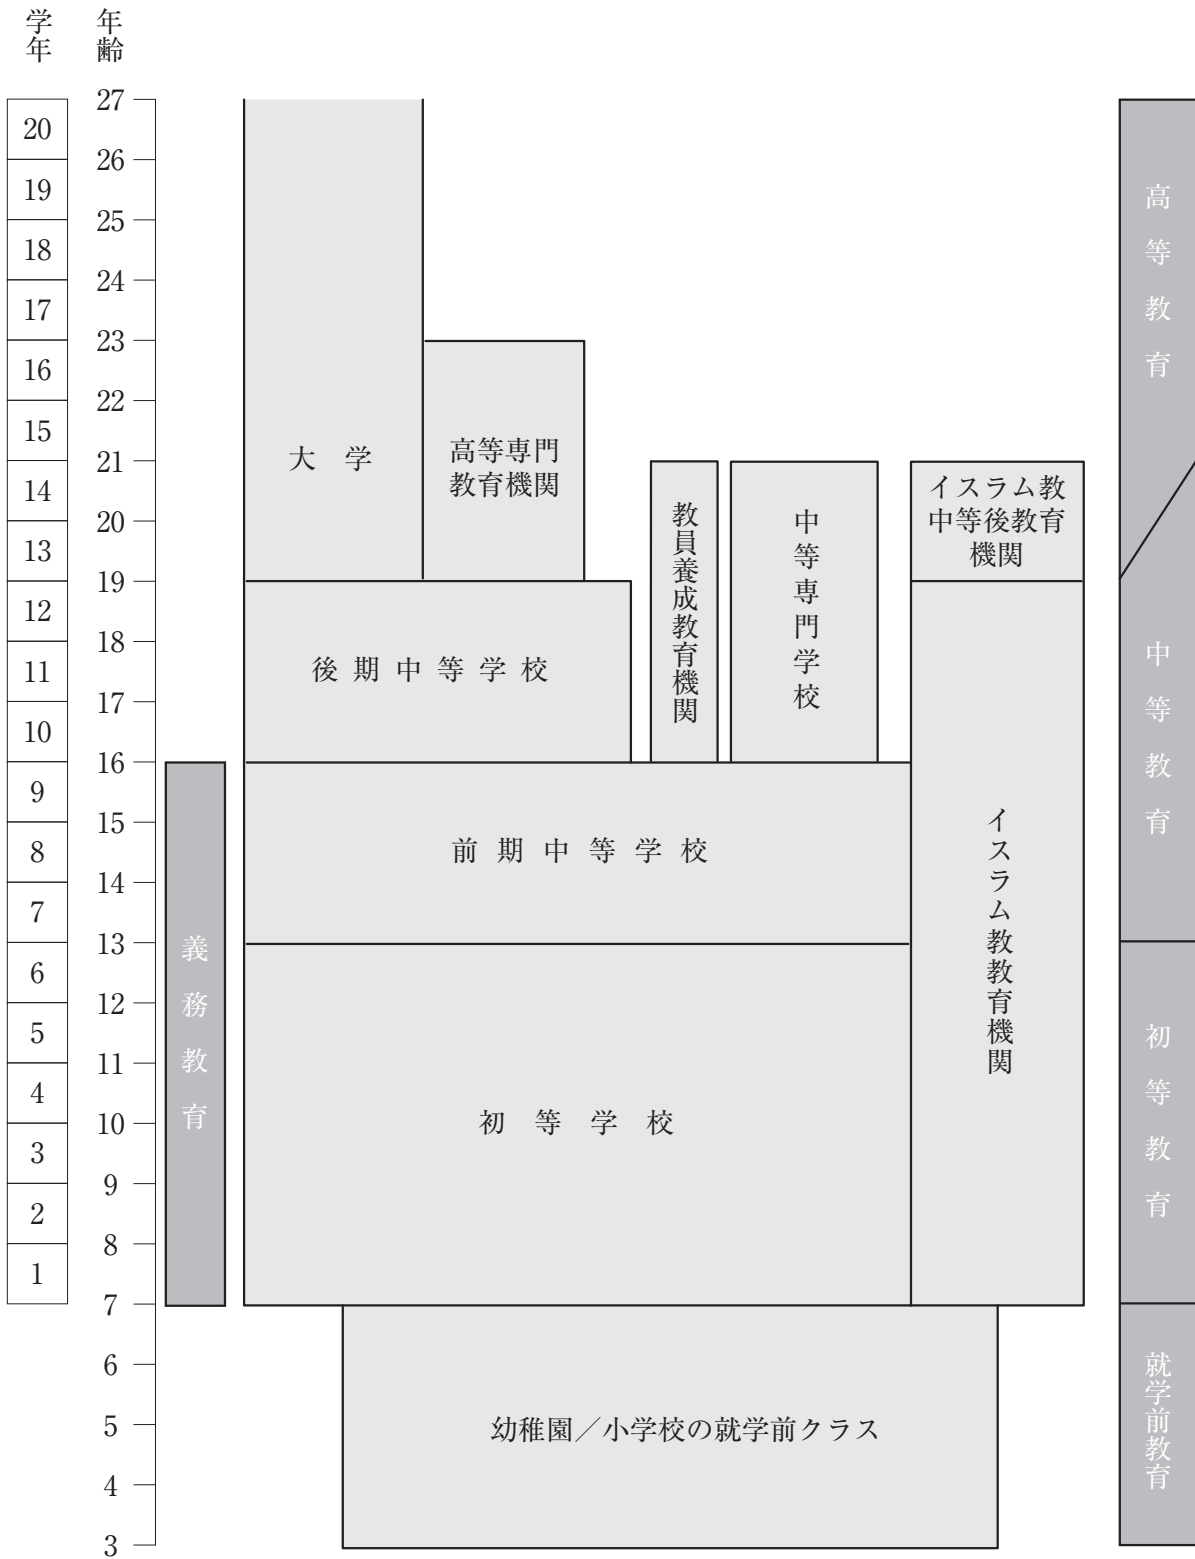 学年
年齢
20
19
18
17
16
15
14
13
12
11
10
9
8
7
6
5
4
3
2
1
27
26
25
24
23
22
21
20
19
18
17
16
15
14
13
12
11
10
9
8
7
6
5
4
3
義務教育
大学
高等専門
教育機関
教員養成教育機関
中等専門学校
イスラム教
中等後教育
機関
後期中等学校
前期中等学校
イスラム教教育機関
初等学校
幼稚園／小学校の就学前クラス
高等教育
中等教育
初等教育
就学前教育